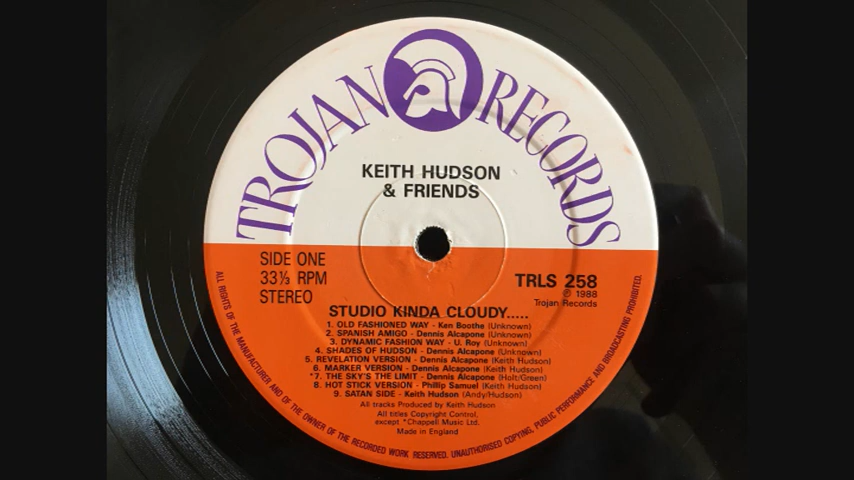 TROJAN RECORDS
KEITH HUDSON
& FRIENDS
SIDE ONE
33⅓ RPM
STEREO
TRLS 258
℗ 1988
Trojan Records
STUDIO KINDA CLOUDY.....
1. OLD FASHIONED WAY - Ken Boothe (Unknown)
2. SPANISH AMIGO - Dennis Alcapone (Unknown)
3. DYNAMIC FASHION WAY - U. Roy (Unknown)
4. SHADES OF HUDSON - Dennis Alcapone (Unknown)
5. REVELATION VERSION - Dennis Alcapone (Keith Hudson)
6. MARKER VERSION - Dennis Alcapone (Keith Hudson)
*7. THE SKY'S THE LIMIT - Dennis Alcapone (Holt/Green)
8. HOT STICK VERSION - Phillip Samuel (Keith Hudson)
9. SATAN SIDE - Keith Hudson (Andy/Hudson)
All tracks Produced by Keith Hudson
All titles Copyright Control,
except *Chappell Music Ltd.
Made in England
ALL RIGHTS OF THE MANUFACTURER AND OF THE OWNER OF THE RECORDED WORK RESERVED. UNAUTHORISED COPYING, PUBLIC PERFORMANCE AND BROADCASTING PROHIBITED.